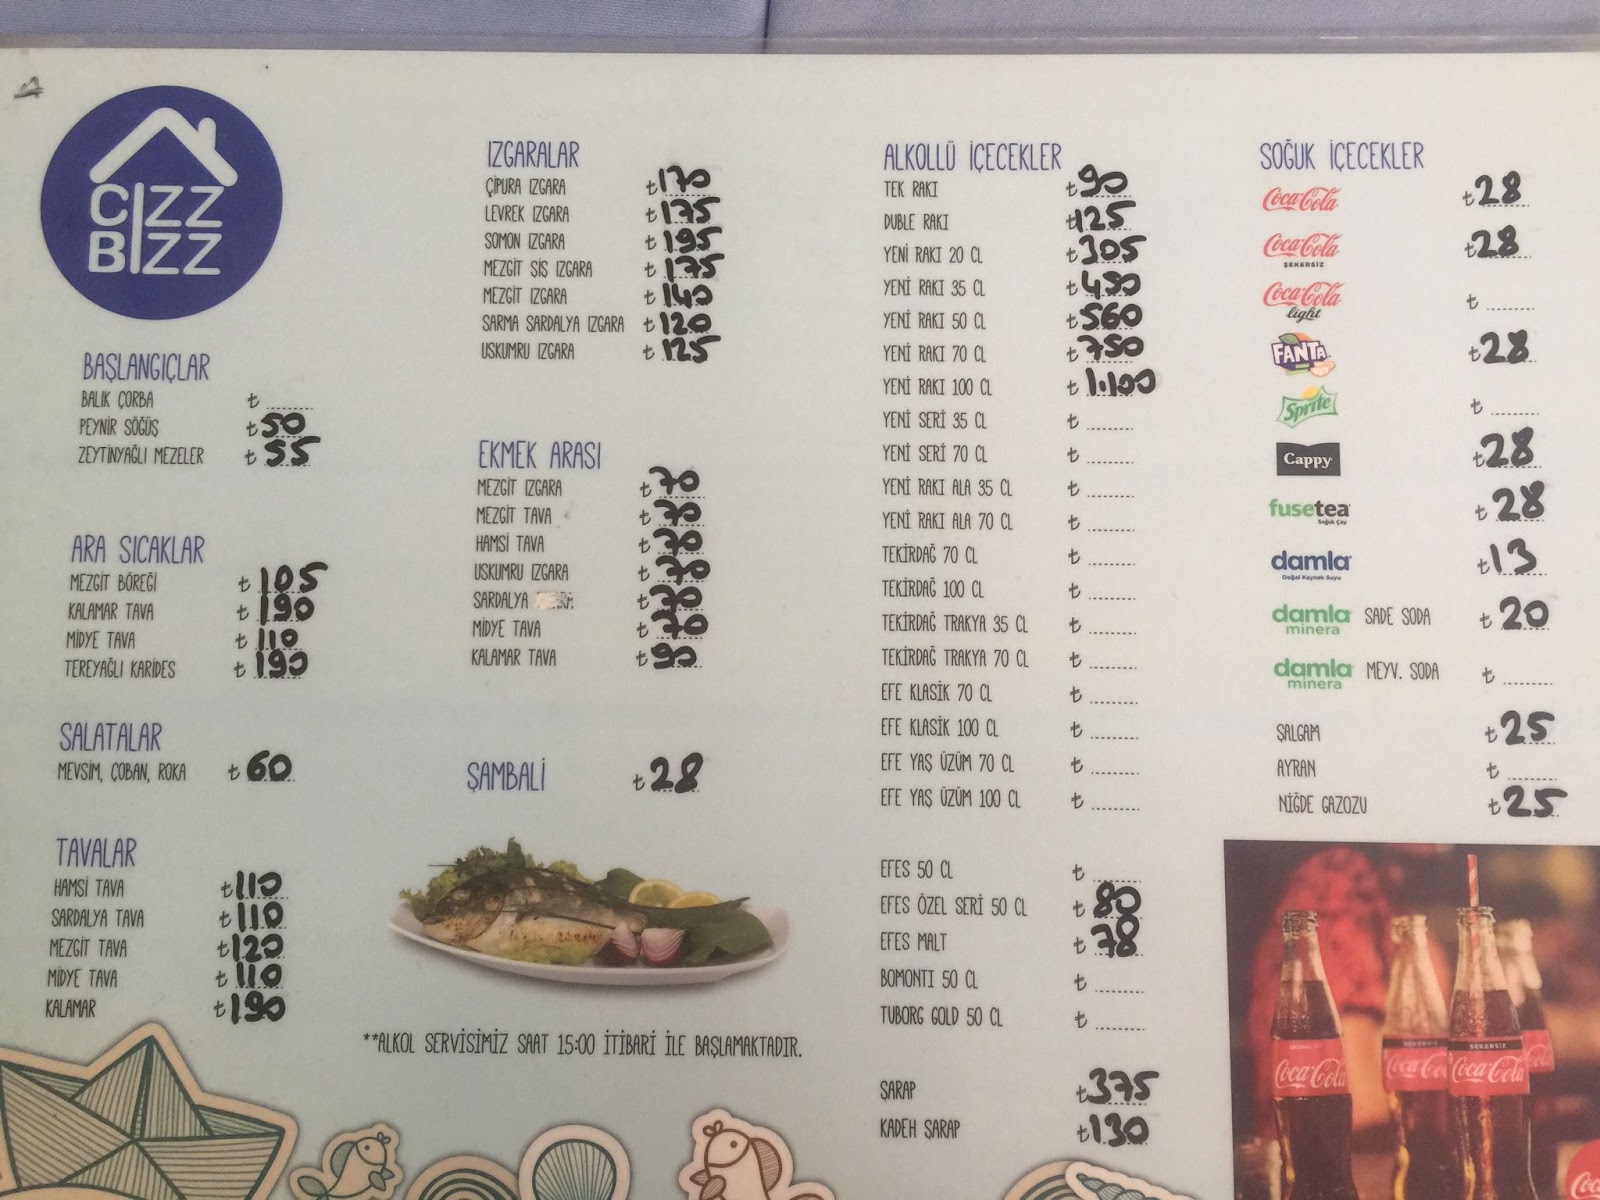 CIZZ
BIZZ
BAŞLANGIÇLAR
BALIK ÇORBA ₺
PEYNİR SÖĞÜŞ ₺ 50
ZEYTİNYAĞLI MEZELER ₺ 55
ARA SICAKLAR
MEZGİT BÖREĞİ ₺ 105
KALAMAR TAVA ₺ 190
MİDYE TAVA ₺ 110
TEREYAĞLI KARİDES ₺ 190
SALATALAR
MEVSİM, ÇOBAN, ROKA ₺ 60
TAVALAR
HAMSİ TAVA ₺ 110
SARDALYA TAVA ₺ 110
MEZGİT TAVA ₺ 120
MİDYE TAVA ₺ 110
KALAMAR ₺ 190
IZGARALAR
ÇİPURA IZGARA ₺ 170
LEVREK IZGARA ₺ 175
SOMON IZGARA ₺ 195
MEZGİT ŞİŞ IZGARA ₺ 175
MEZGİT IZGARA ₺ 140
SARMA SARDALYA IZGARA ₺ 120
USKUMRU IZGARA ₺ 125
EKMEK ARASI
MEZGİT IZGARA ₺ 70
MEZGİT TAVA ₺ 70
HAMSİ TAVA ₺ 70
USKUMRU IZGARA ₺ 70
SARDALYA ₺ 70
MİDYE TAVA ₺ 70
KALAMAR TAVA ₺ 90
ŞAMBALİ ₺ 28
**ALKOL SERVİSİMİZ SAAT 15:00 İTİBARİ İLE BAŞLAMAKTADIR.
ALKOLLÜ İÇECEKLER
TEK RAKI ₺ 90
DUBLE RAKI ₺ 125
YENİ RAKI 20 CL ₺ 305
YENİ RAKI 35 CL ₺ 450
YENİ RAKI 50 CL ₺ 560
YENİ RAKI 70 CL ₺ 750
YENİ RAKI 100 CL ₺ 1.100
YENİ SERİ 35 CL ₺
YENİ SERİ 70 CL ₺
YENİ RAKI ALA 35 CL ₺
YENİ RAKI ALA 70 CL ₺
TEKİRDAĞ 70 CL ₺
TEKİRDAĞ 100 CL ₺
TEKİRDAĞ TRAKYA 35 CL ₺
TEKİRDAĞ TRAKYA 70 CL ₺
EFE KLASİK 70 CL ₺
EFE KLASİK 100 CL ₺
EFE YAŞ ÜZÜM 70 CL ₺
EFE YAŞ ÜZÜM 100 CL ₺
EFES 50 CL ₺
EFES ÖZEL SERİ 50 CL ₺ 80
EFES MALT ₺ 78
BOMONTI 50 CL ₺
TUBORG GOLD 50 CL ₺
ŞARAP ₺ 375
KADEH ŞARAP ₺ 130
SOĞUK İÇECEKLER
Coca-Cola ₺ 28
Coca-Cola ŞEKERSİZ ₺ 28
Coca-Cola light ₺
FANTA ₺ 28
Sprite ₺
Cappy ₺ 28
fusetea Soğuk Çay ₺ 28
damla Doğal Kaynak Suyu ₺ 13
damla minera SADE SODA ₺ 20
damla minera MEYV. SODA ₺
ŞALGAM ₺ 25
AYRAN ₺
NİĞDE GAZOZU ₺ 25
Coca-Cola
ŞEKERSİZ
Coca-Cola
ŞEKERSİZ
Coca-Cola